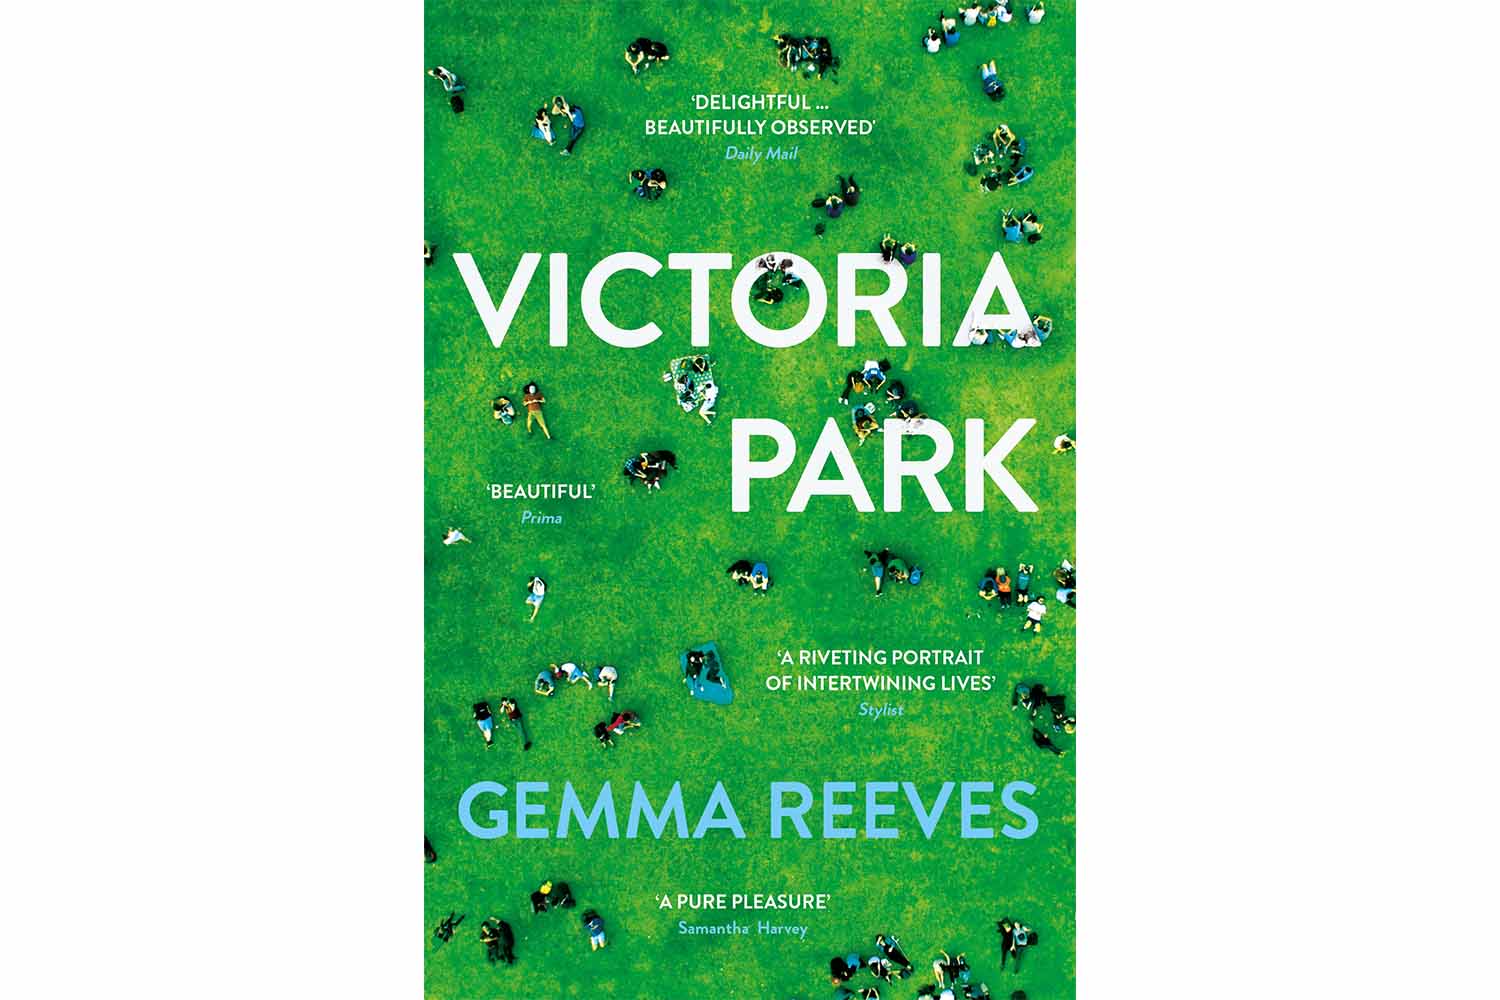 ‘DELIGHTFUL ...
BEAUTIFULLY OBSERVED’
Daily Mail
VICTORIA
PARK
‘BEAUTIFUL’
Prima
‘A RIVETING PORTRAIT
OF INTERTWINING LIVES’
Stylist
GEMMA REEVES
‘A PURE PLEASURE’
Samantha Harvey